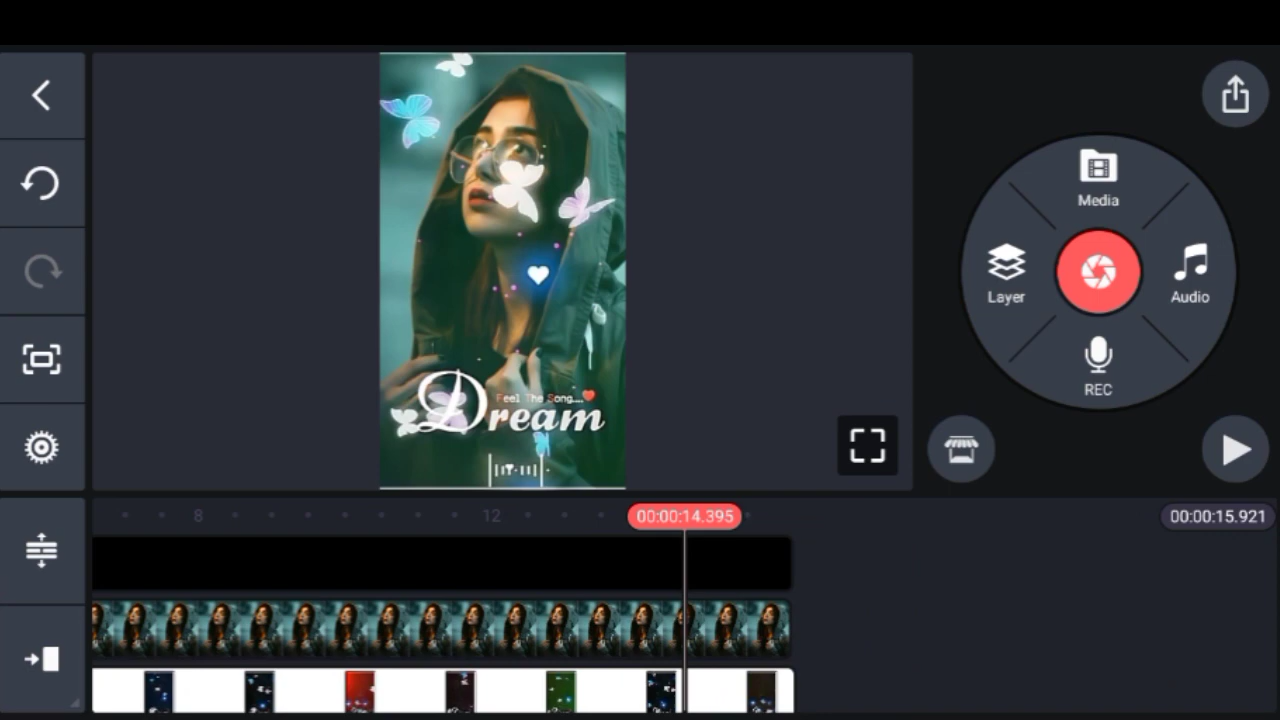 Media
Layer
Audio
REC
Feel The Song....
Dream
8
12
00:00:14.395
00:00:15.921